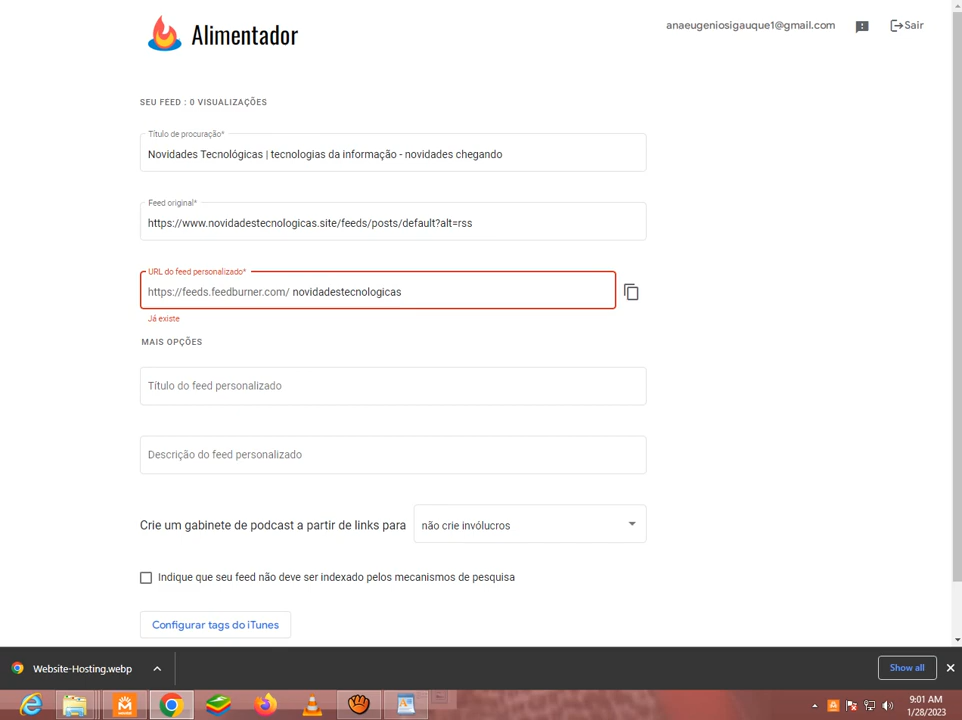 Alimentador
anaeugeniosigauque1@gmail.com
Sair
SEU FEED : 0 VISUALIZAÇÕES
Título de procuração*
Novidades Tecnológicas | tecnologias da informação - novidades chegando
Feed original*
https://www.novidadestecnologicas.site/feeds/posts/default?alt=rss
URL do feed personalizado*
https://feeds.feedburner.com/ novidadestecnologicas
Já existe
MAIS OPÇÕES
Título do feed personalizado
Descrição do feed personalizado
Crie um gabinete de podcast a partir de links para
não crie invólucros
Indique que seu feed não deve ser indexado pelos mecanismos de pesquisa
Configurar tags do iTunes
Website-Hosting.webp
Show all
9:01 AM
1/28/2023